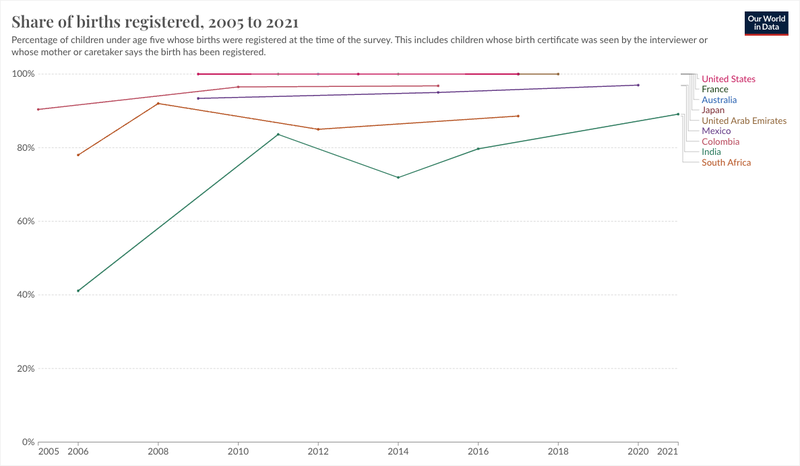 Share of births registered, 2005 to 2021
Our World
in Data
Percentage of children under age five whose births were registered at the time of the survey. This includes children whose birth certificate was seen by the interviewer or
whose mother or caretaker says the birth has been registered.
100%
80%
60%
40%
20%
0%
2005 2006 2008 2010 2012 2014 2016 2018 2020 2021
United States
France
Australia
Japan
United Arab Emirates
Mexico
Colombia
India
South Africa